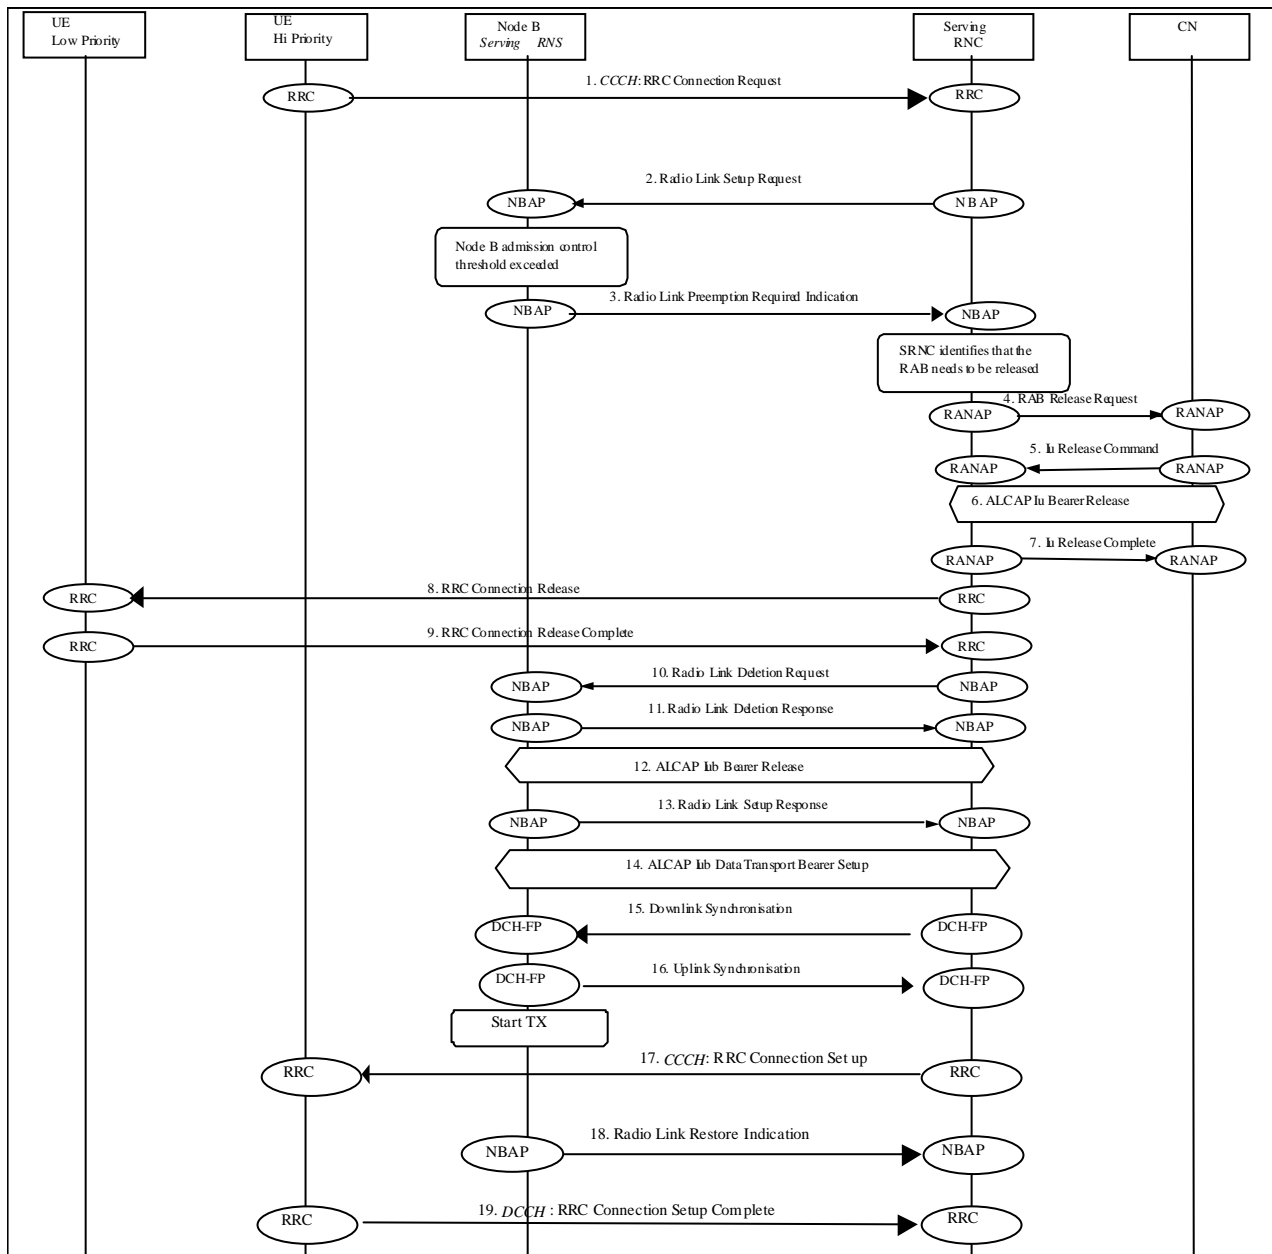 UE
Low Priority
UE
Hi Priority
Node B
Serving RNS
Serving
RNC
CN
1. CCCH: RRC Connection Request
RRC
RRC
2. Radio Link Setup Request
NBAP
NBAP
Node B admission control
threshold exceeded
3. Radio Link Preemption Required Indication
NBAP
NBAP
SRNC identifies that the
RAB needs to be released
4. RAB Release Request
RANAP
RANAP
5. Iu Release Command
RANAP
RANAP
6. ALCAP Iu Bearer Release
7. Iu Release Complete
RANAP
RANAP
8. RRC Connection Release
RRC
RRC
9. RRC Connection Release Complete
RRC
RRC
10. Radio Link Deletion Request
NBAP
NBAP
11. Radio Link Deletion Response
NBAP
NBAP
12. ALCAP Iub Bearer Release
13. Radio Link Setup Response
NBAP
NBAP
14. ALCAP Iub Data Transport Bearer Setup
15. Downlink Synchronisation
DCH-FP
DCH-FP
16. Uplink Synchronisation
DCH-FP
DCH-FP
Start TX
17. CCCH: RRC Connection Set up
RRC
RRC
18. Radio Link Restore Indication
NBAP
NBAP
19. DCCH : RRC Connection Setup Complete
RRC
RRC